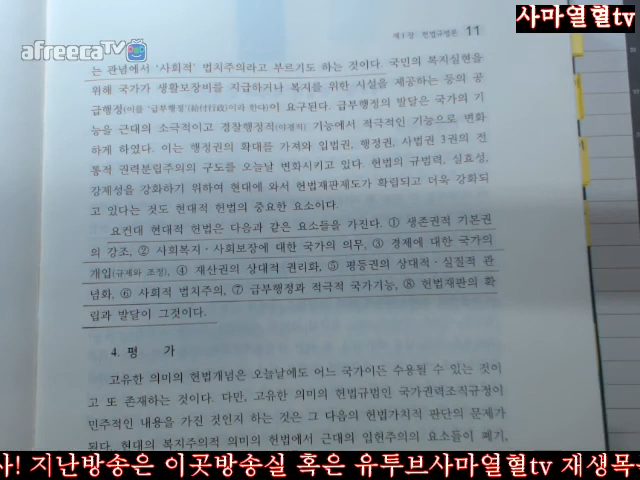 사마열혈tv
afreecaTV
제1장 헌법규범론 11
는 관념에서 '사회적' 법치주의라고 부르기도 하는 것이다. 국민의 복지실현을
위해 국가가 생활보장비를 지급하거나 복지를 위한 시설을 제공하는 등의 공
급행정(이를 '급부행정'(給付行政)이라 한다)이 요구된다. 급부행정의 발달은 국가의 기
능을 근대의 소극적이고 경찰행정적(야경적) 기능에서 적극적인 기능으로 변화
하게 하였다. 이는 행정권의 확대를 가져와 입법권, 행정권, 사법권 3권의 전
통적 권력분립주의의 구도를 오늘날 변화시키고 있다. 헌법의 규범력, 실효성,
강제성을 강화하기 위하여 현대에 와서 헌법재판제도가 확립되고 더욱 강화되
고 있다는 것도 현대적 헌법의 중요한 요소이다.
요컨대 현대적 헌법은 다음과 같은 요소들을 가진다. ① 생존권적 기본권
의 강조, ② 사회복지·사회보장에 대한 국가의 의무, ③ 경제에 대한 국가의
개입(규제와 조정), ④ 재산권의 상대적 권리화, ⑤ 평등권의 상대적·실질적 관
념화, ⑥ 사회적 법치주의, ⑦ 급부행정과 적극적 국가기능, ⑧ 헌법재판의 확
립과 발달이 그것이다.
4. 평 가
고유한 의미의 헌법개념은 오늘날에도 어느 국가이든 수용될 수 있는 것이
고 또 존재하는 것이다. 다만, 고유한 의미의 헌법규범인 국가권력조직규정이
민주적인 내용을 가진 것인지 하는 것은 그 다음의 헌법가치적 판단의 문제가
된다. 현대의 복지주의적 의미의 헌법에서 근대의 입헌주의의 요소들이 폐기,
사! 지난방송은 이곳방송실 혹은 유투브사마열혈tv 재생목